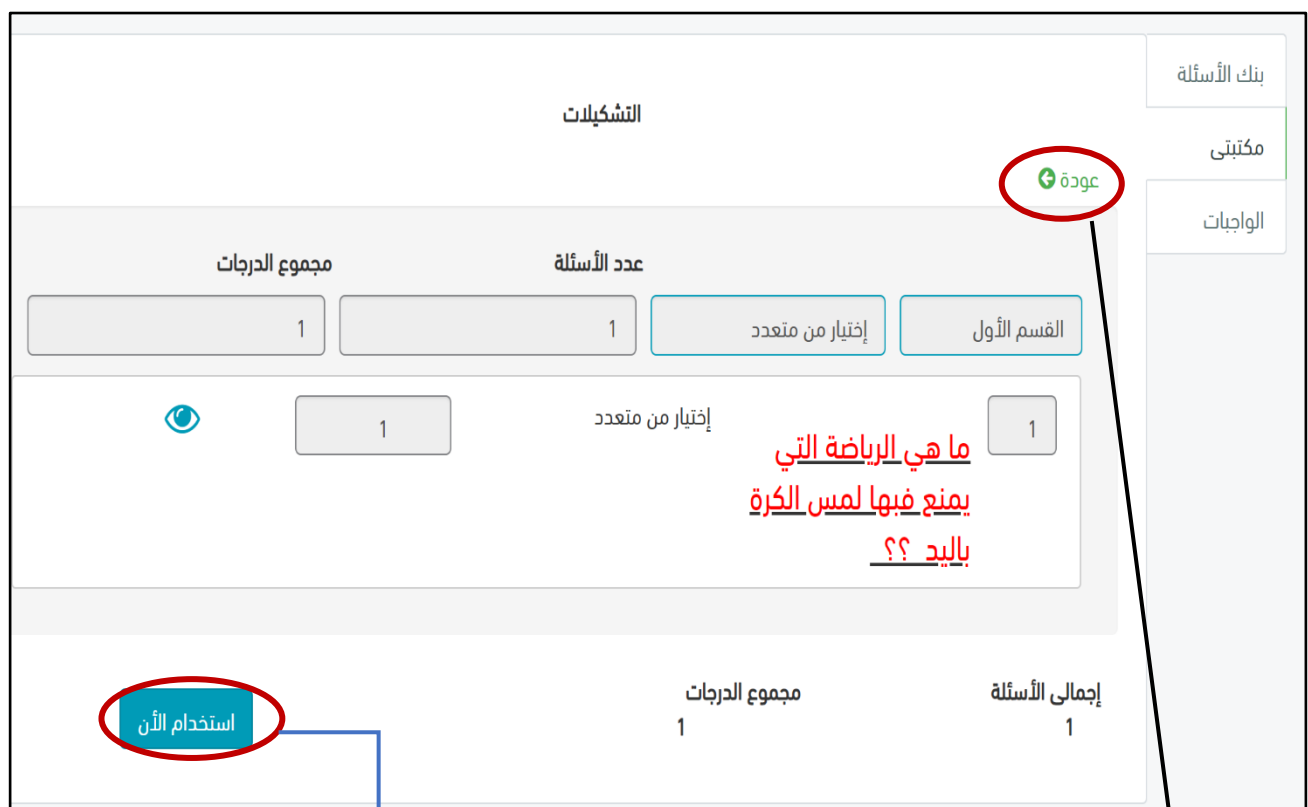 بنك الأسئلة
مكتبتى
الواجبات
التشكيلات
عودة
عدد الأسئلة
مجموع الدرجات
القسم الأول
إختيار من متعدد
1
1
1
ما هي الرياضة التي
يمنع فبها لمس الكرة
باليد ؟؟
إختيار من متعدد
1
إجمالى الأسئلة
1
مجموع الدرجات
1
استخدام الأن